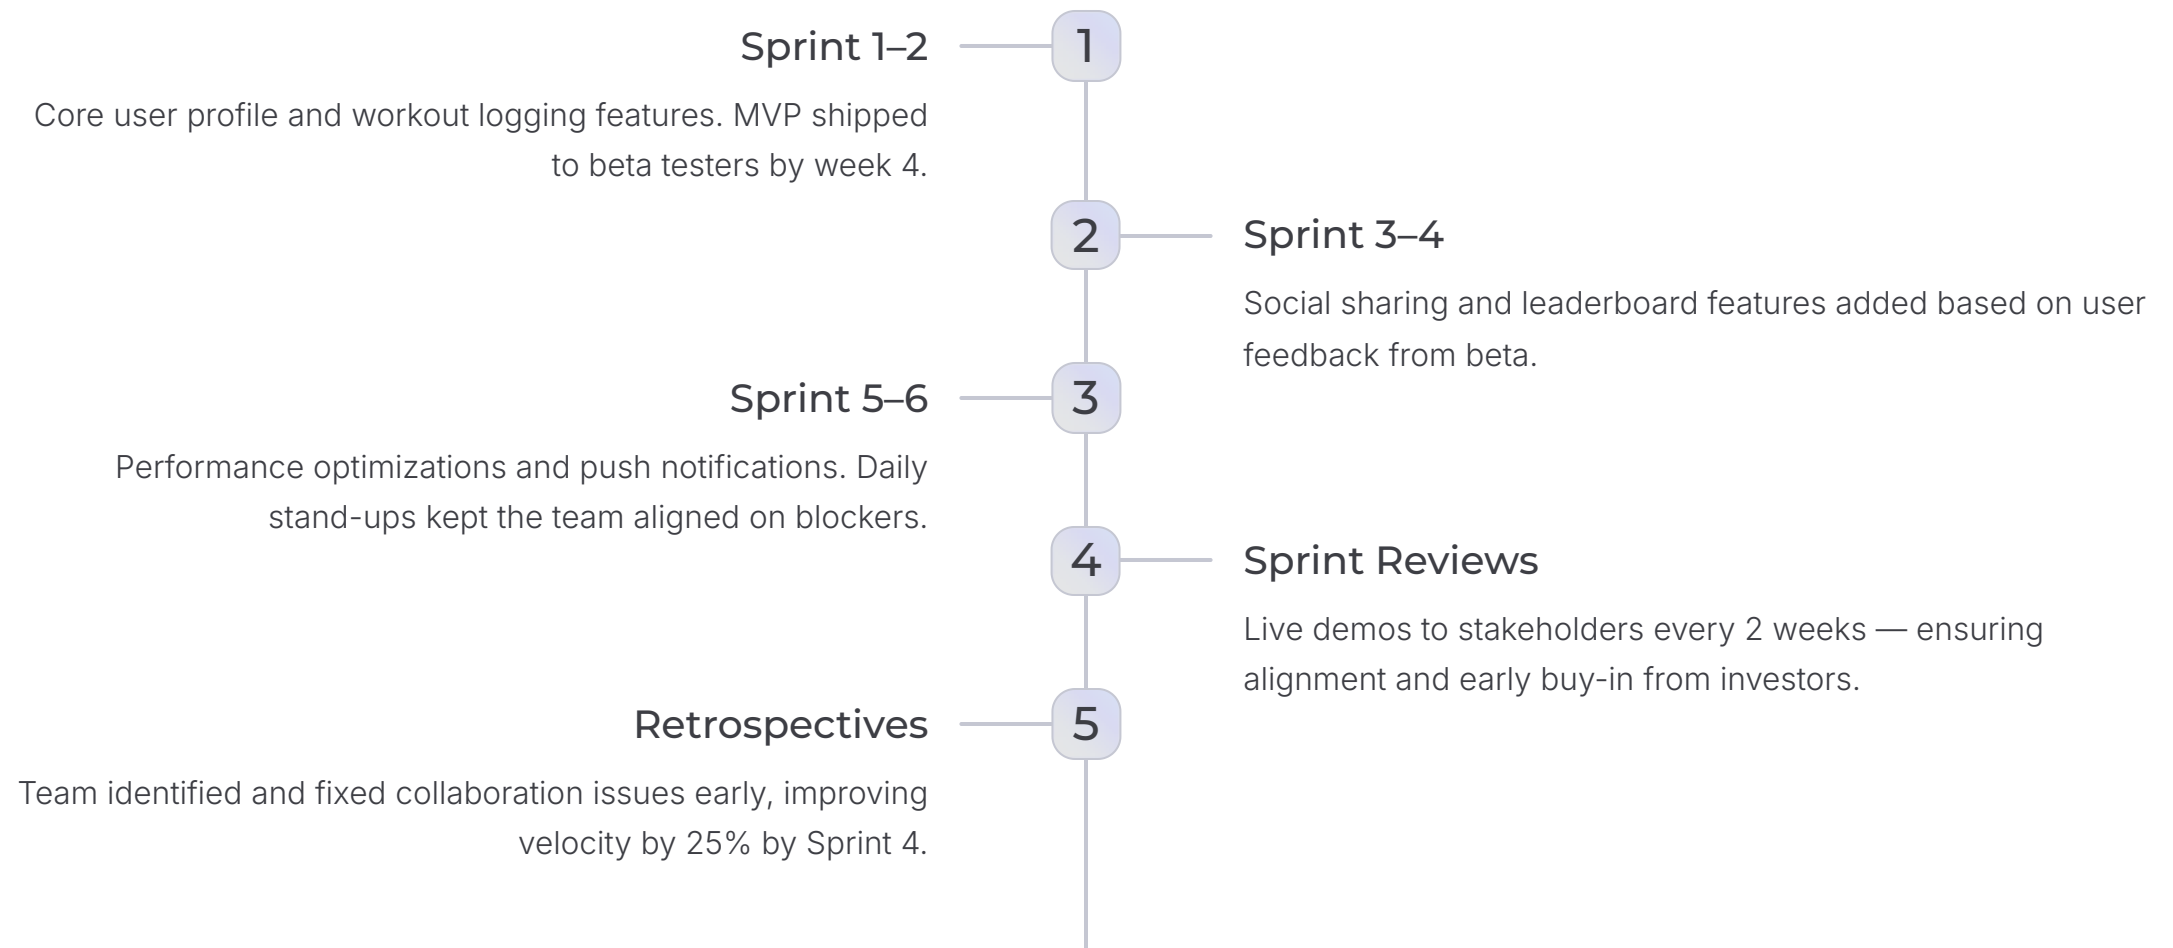 1
Sprint 1–2
Core user profile and workout logging features. MVP shipped
to beta testers by week 4.
2
Sprint 3–4
Social sharing and leaderboard features added based on user
feedback from beta.
3
Sprint 5–6
Performance optimizations and push notifications. Daily
stand-ups kept the team aligned on blockers.
4
Sprint Reviews
Live demos to stakeholders every 2 weeks — ensuring
alignment and early buy-in from investors.
5
Retrospectives
Team identified and fixed collaboration issues early, improving
velocity by 25% by Sprint 4.